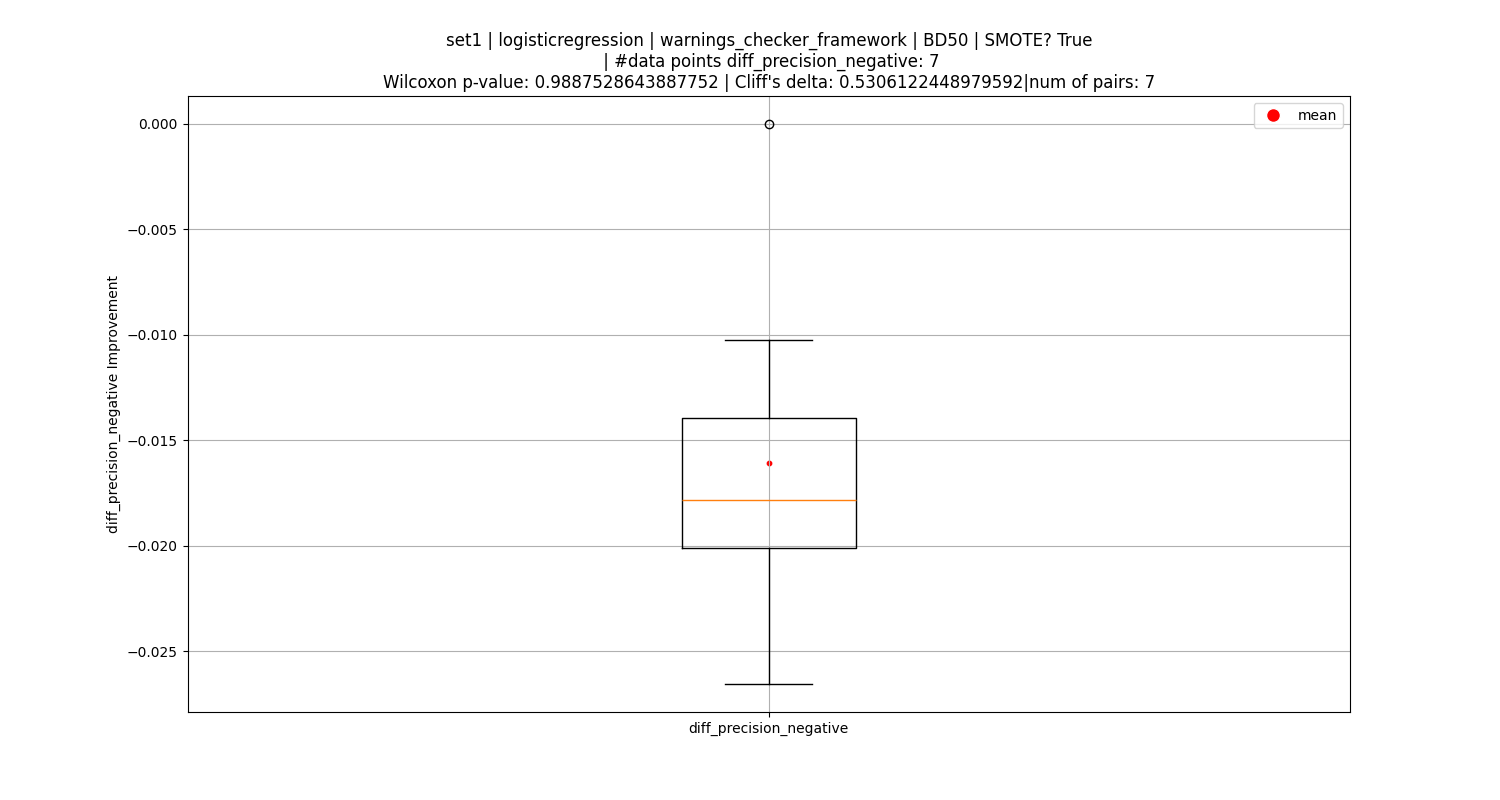 set1 | logisticregression | warnings_checker_framework | BD50 | SMOTE? True
| #data points diff_precision_negative: 7
Wilcoxon p-value: 0.9887528643887752 | Cliff's delta: 0.5306122448979592|num of pairs: 7
mean
0.000
−0.005
−0.010
−0.015
−0.020
−0.025
diff_precision_negative Improvement
diff_precision_negative